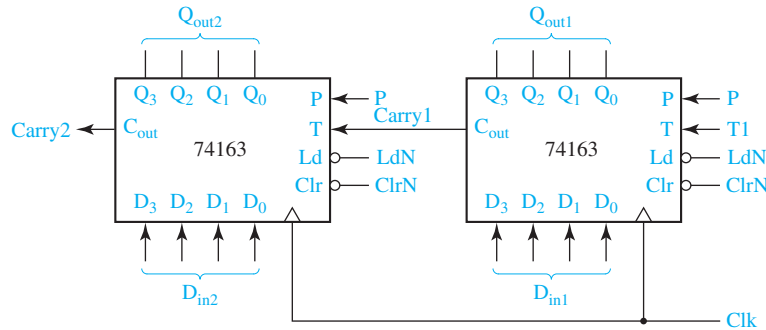 Qout2 Qout1
Q3 Q2 Q1 Q0 P P Q3 Q2 Q1 Q0 P P
Carry2 Cout T Carry1 Cout T T1
74163 74163
Ld LdN Ld LdN
Clr ClrN Clr ClrN
D3 D2 D1 D0 D3 D2 D1 D0
Din2 Din1
Clk